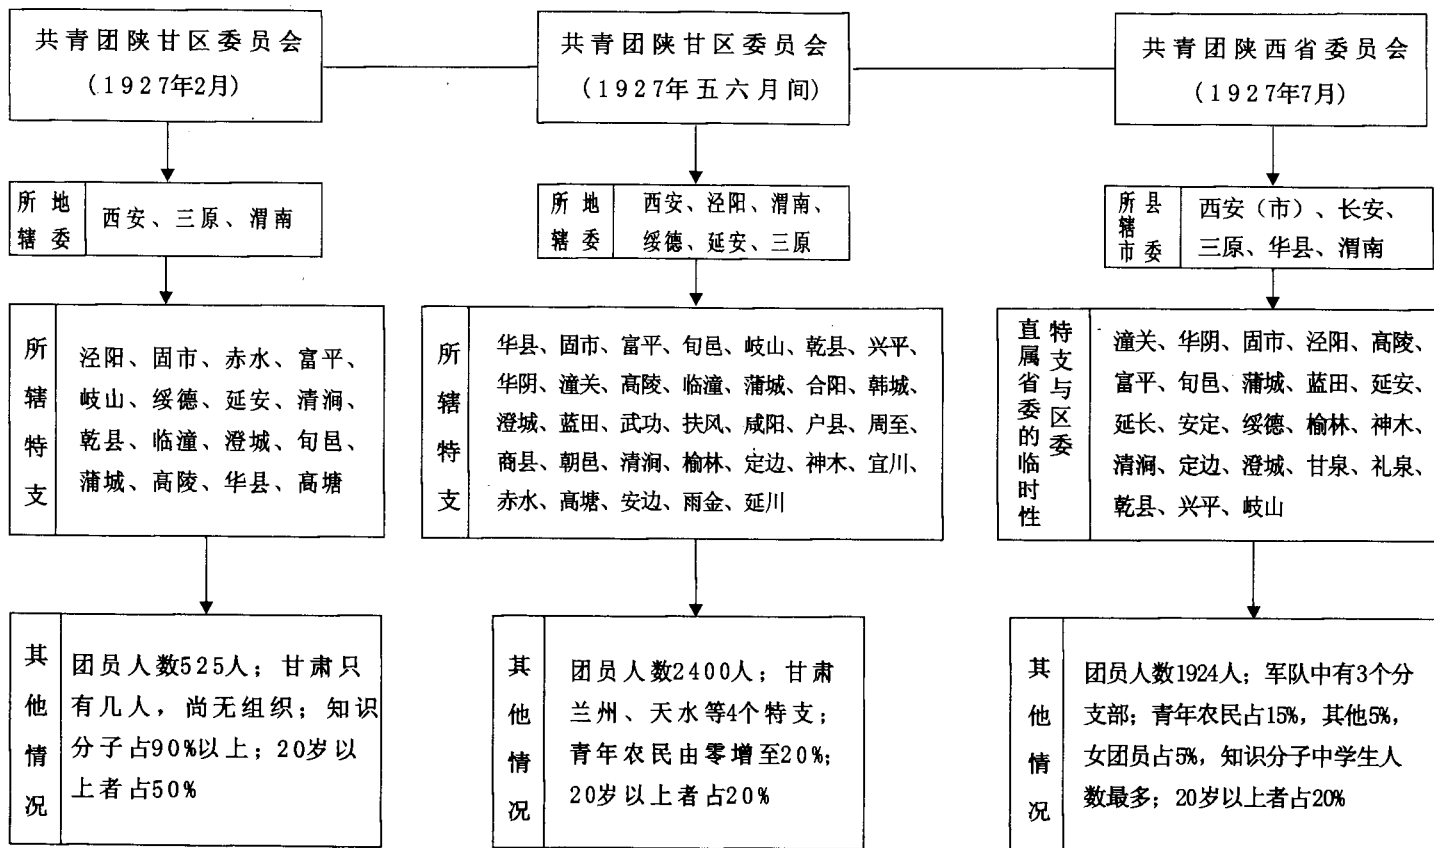 共青团陕甘区委员会
(1927年2月)
共青团陕甘区委员会
(1927年五六月间)
共青团陕西省委员会
(1927年7月)
所地
辖委
西安、三原、渭南
所地
辖委
西安、泾阳、渭南、
绥德、延安、三原
所县
辖
市委
西安（市）、长安、
三原、华县、渭南
所辖特支
泾阳、固市、赤水、富平、
岐山、绥德、延安、清涧、
乾县、临潼、澄城、旬邑、
蒲城、高陵、华县、高塘
所辖特支
华县、固市、富平、旬邑、岐山、乾县、兴平、
华阴、潼关、高陵、临潼、蒲城、合阳、韩城、
澄城、蓝田、武功、扶风、咸阳、户县、周至、
商县、朝邑、清涧、榆林、定边、神木、宜川、
赤水、高塘、安边、雨金、延川
直属省委的临时性
特支与区委
潼关、华阴、固市、泾阳、高陵、
富平、旬邑、蒲城、蓝田、延安、
延长、安定、绥德、榆林、神木、
清涧、定边、澄城、甘泉、礼泉、
乾县、兴平、岐山
其他情况
团员人数525人；甘肃只
有几人，尚无组织；知识
分子占90%以上；20岁以
上者占50%
其他情况
团员人数2400人；甘肃
兰州、天水等4个特支；
青年农民由零增至20%；
20岁以上者占20%
其他情况
团员人数1924人；军队中有3个分
支部；青年农民占15%，其他5%，
女团员占5%，知识分子中学生人
数最多；20岁以上者占20%